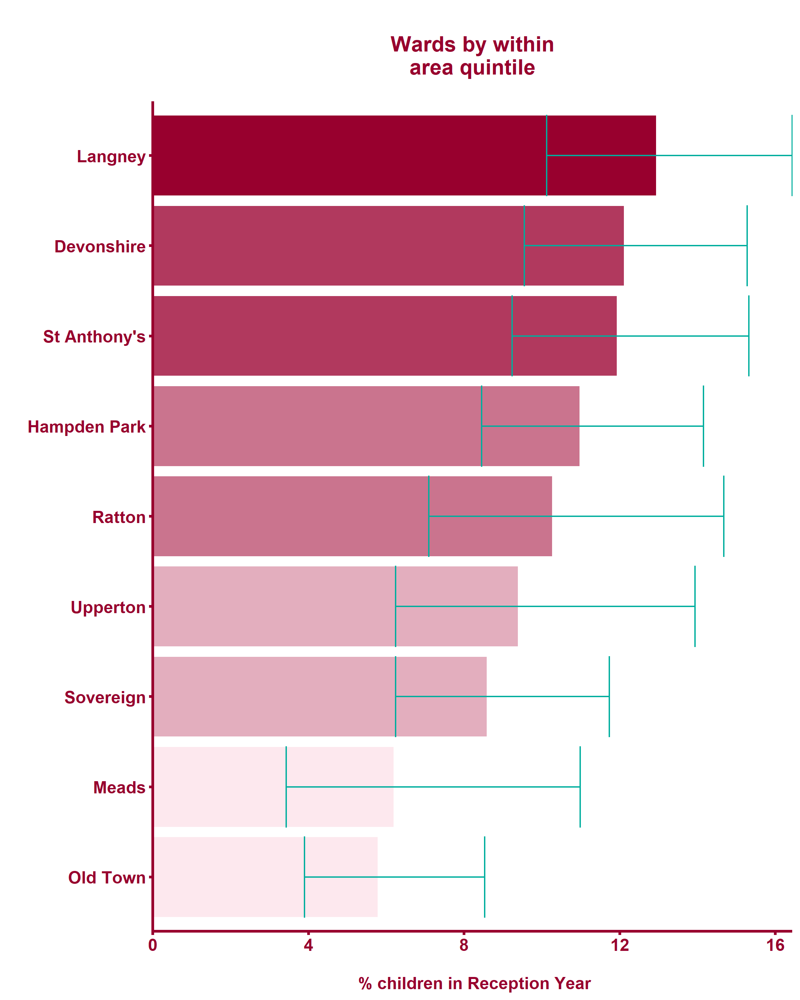 Wards by within
area quintile
Langney
Devonshire
St Anthony's
Hampden Park
Ratton
Upperton
Sovereign
Meads
Old Town
0 4 8 12 16
% children in Reception Year